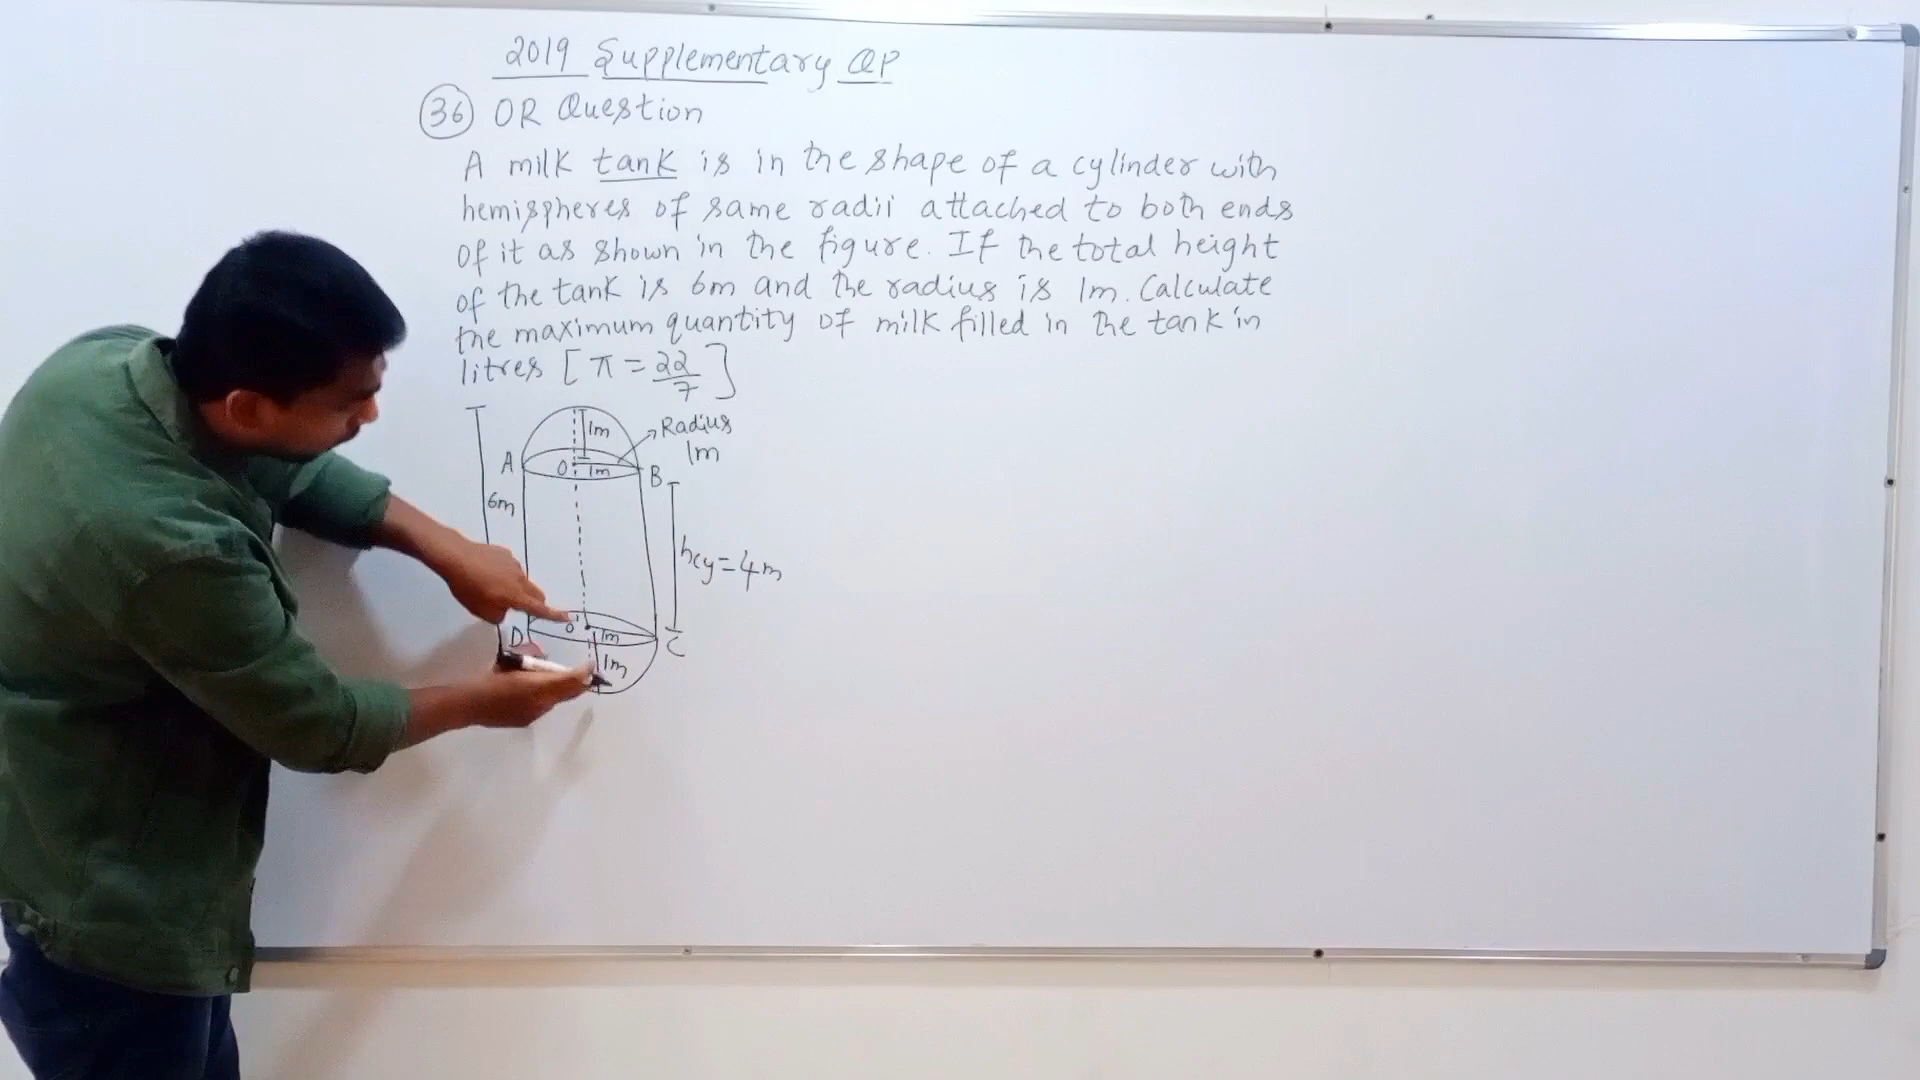 2019 Supplementary QP
36 OR Question
A milk tank is in the shape of a cylinder with
hemispheres of same radii attached to both ends
of it as shown in the figure. If the total height
of the tank is 6m and the radius is 1m. Calculate
the maximum quantity of milk filled in the tank in
litres [π = 22/7]
1m
Radius
1m
A
O
1m
B
6m
hcy = 4m
D
O'
1m
C
1m